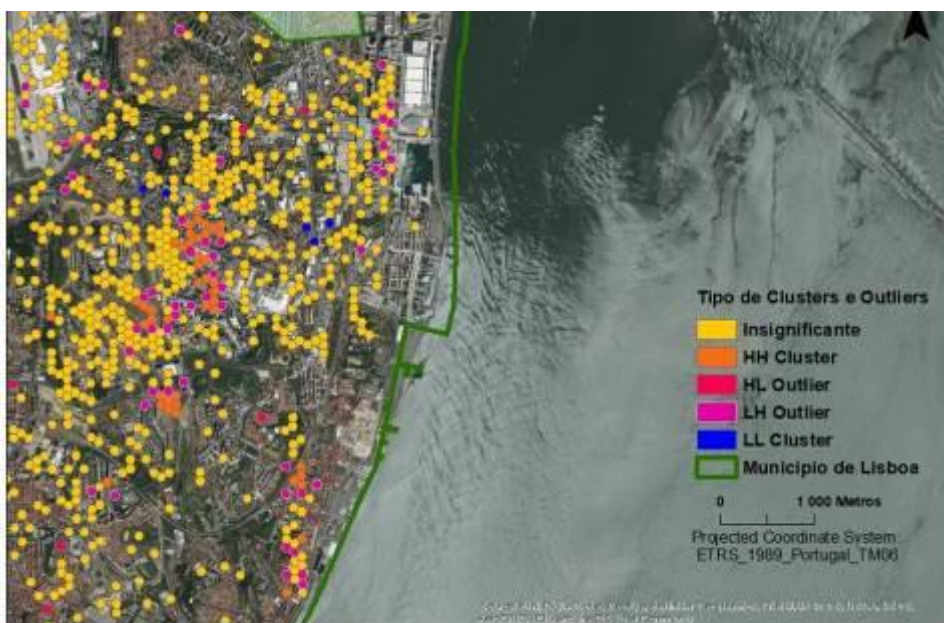 Tipo de Clusters e Outliers
Insignificante
HH Cluster
HL Outlier
LH Outlier
LL Cluster
Municipio de Lisboa
0 1 000 Metros
Projected Coordinate System:
ETRS_1989_Portugal_TM06